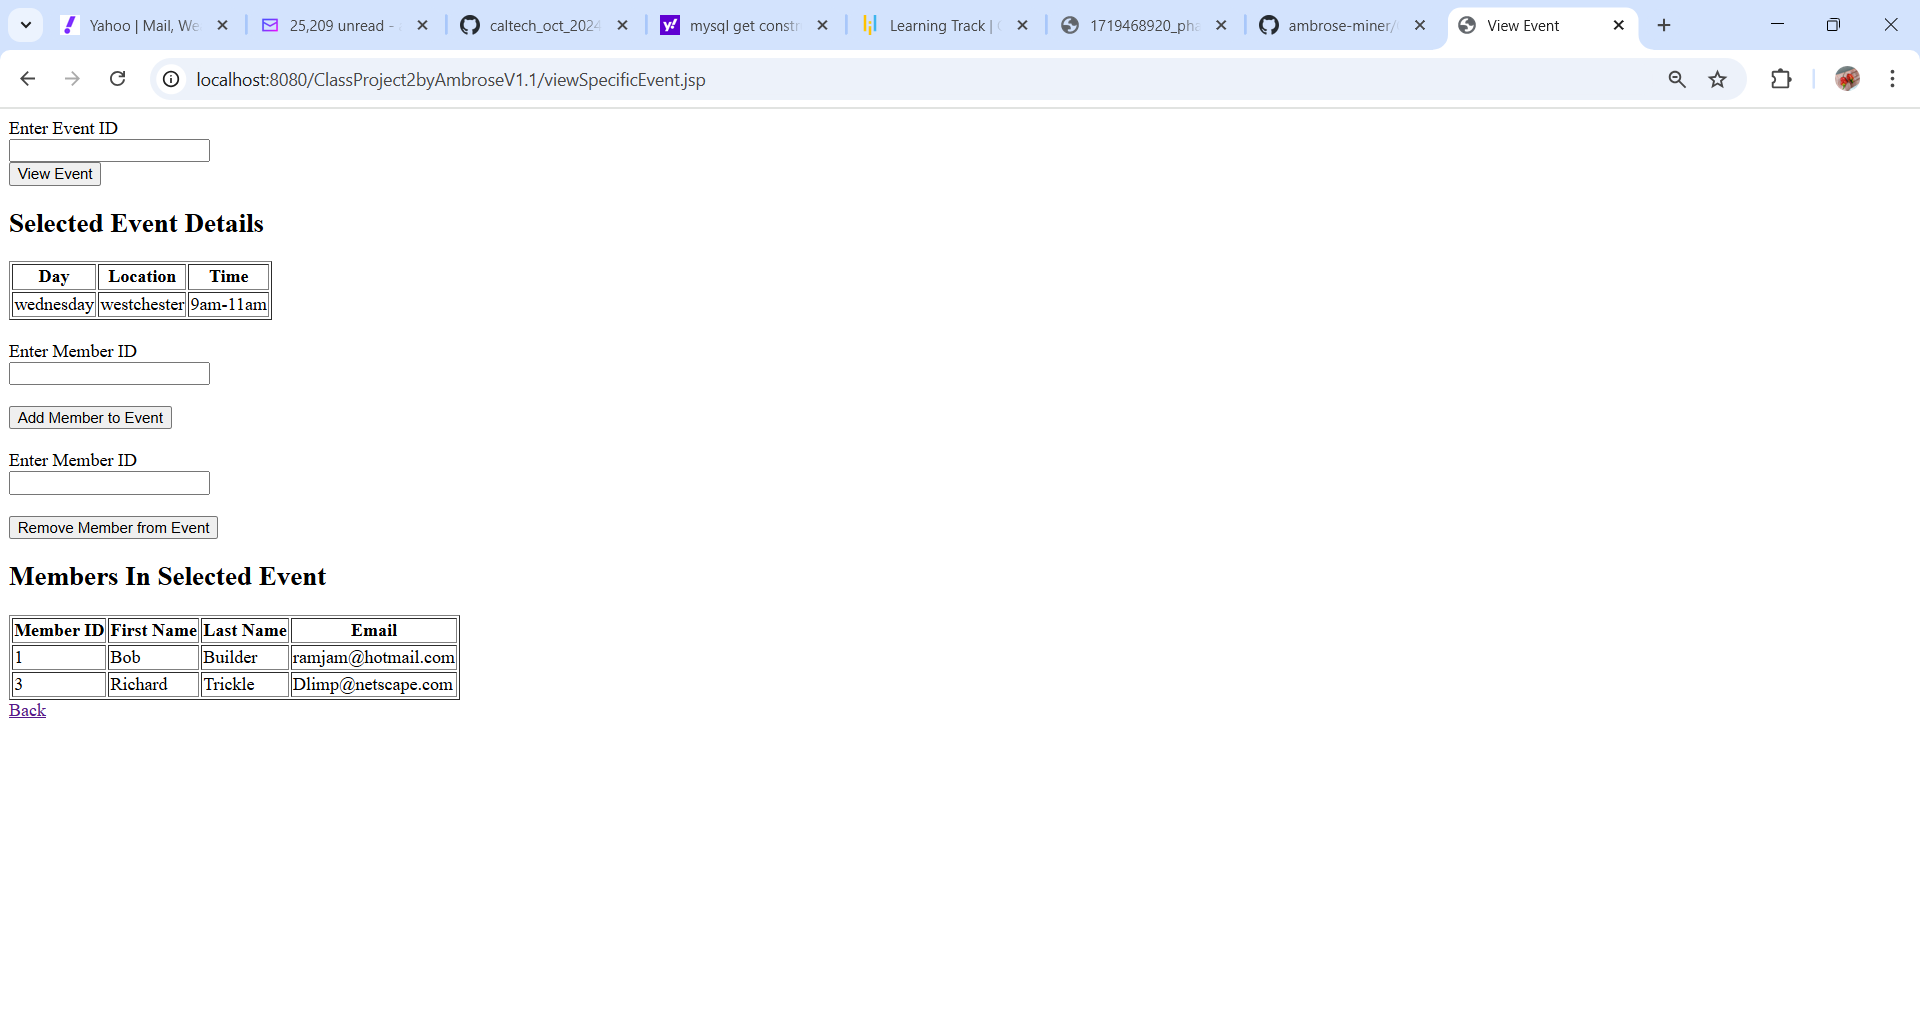 Yahoo | Mail, We
25,209 unread -
caltech_oct_2024
mysql get constr
Learning Track |
1719468920_pha
ambrose-miner/
View Event
localhost:8080/ClassProject2byAmbroseV1.1/viewSpecificEvent.jsp
Enter Event ID
View Event
Selected Event Details
Day Location Time
wednesday westchester 9am-11am
Enter Member ID
Add Member to Event
Enter Member ID
Remove Member from Event
Members In Selected Event
Member ID First Name Last Name Email
1 Bob Builder ramjam@hotmail.com
3 Richard Trickle Dlimp@netscape.com
Back